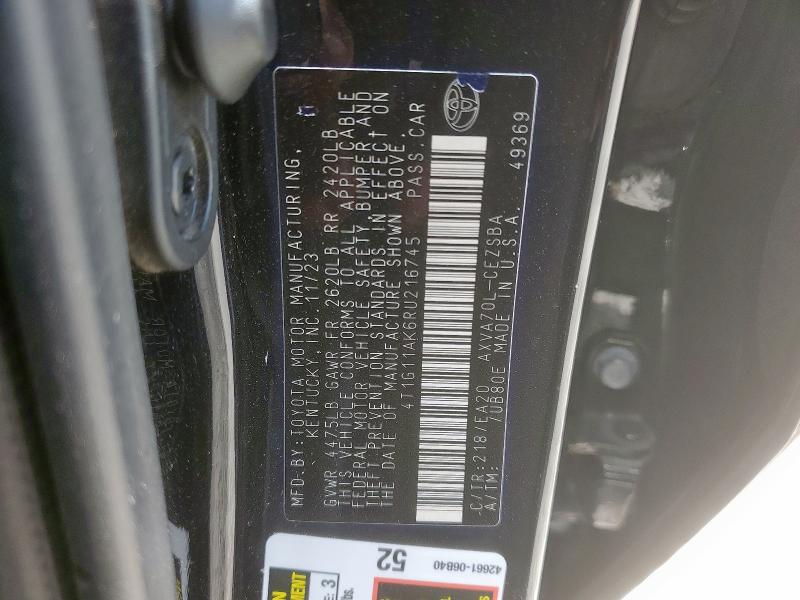 MFD.BY:TOYOTA MOTOR MANUFACTURING,
KENTUCKY, INC. 11/23
GVWR 4475LB GAWR FR 2620LB RR 2420LB
THIS VEHICLE CONFORMS TO ALL APPLICABLE
FEDERAL MOTOR VEHICLE SAFETY, BUMPER AND
THEFT PREVENTION STANDARDS IN EFFECT ON
THE DATE OF MANUFACTURE SHOWN ABOVE.
4T1G11AK6RU216745 PASS.CAR
C/TR:218/EA20 AXVA70L-CEZSBA
A/TM: /UB80E MADE IN U.S.A. 49369
52
42661-06B40
3